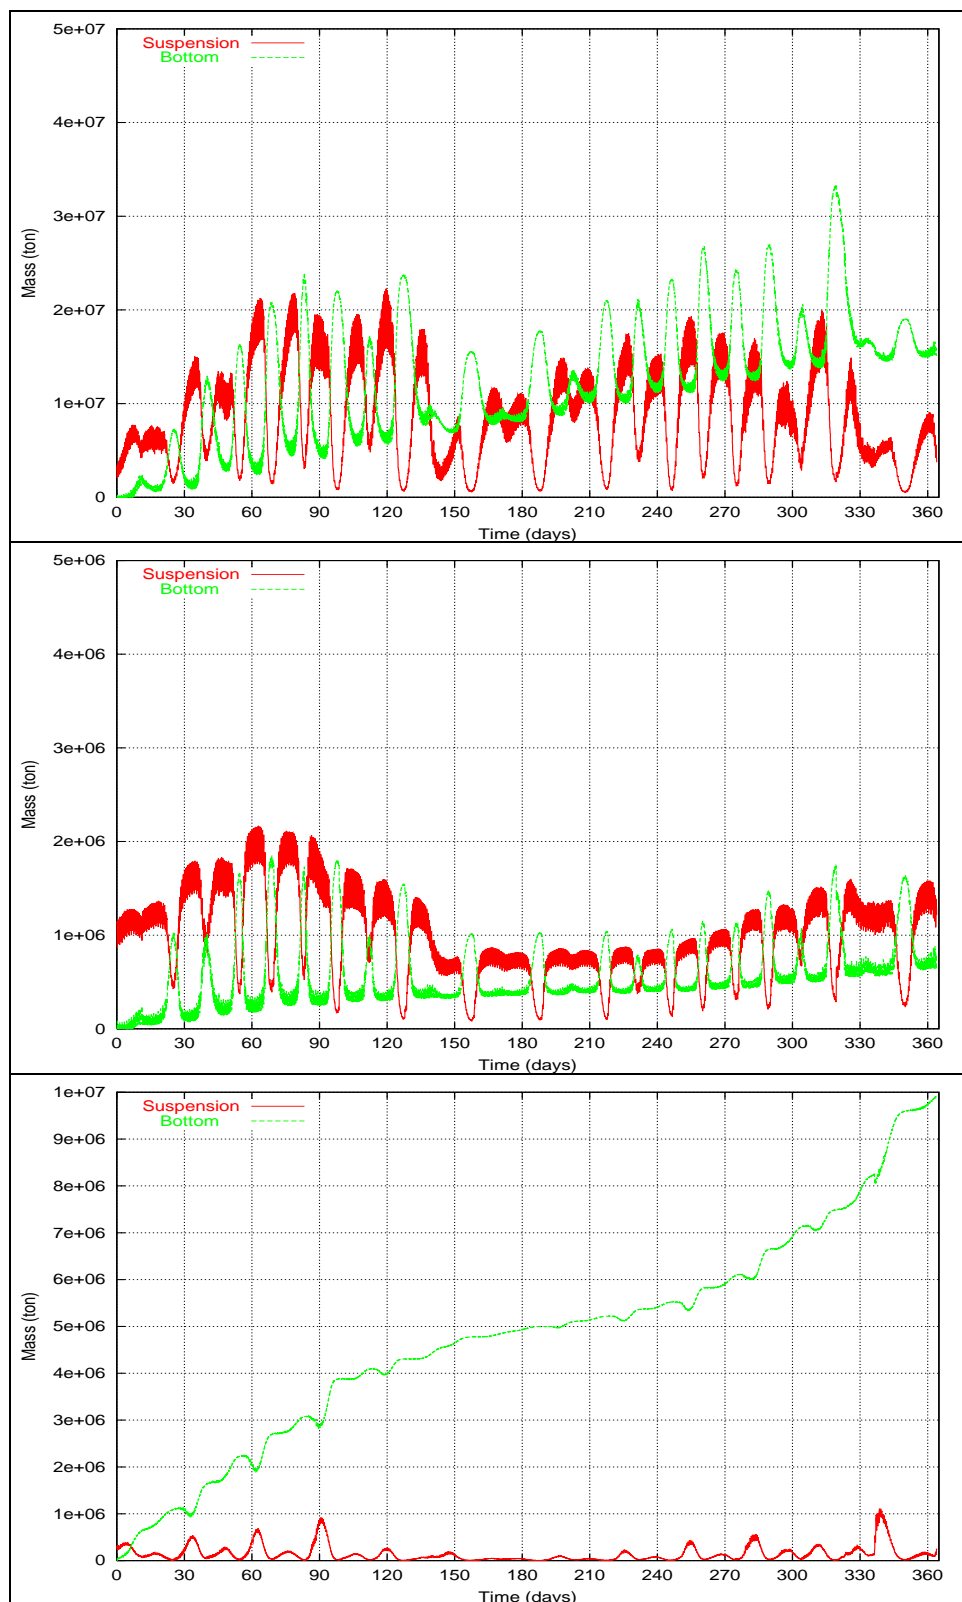 5e+07
Suspension
Bottom
4e+07
3e+07
Mass (ton)
2e+07
1e+07
0
0 30 60 90 120 150 180 210 240 270 300 330 360
Time (days)
5e+06
Suspension
Bottom
4e+06
3e+06
Mass (ton)
2e+06
1e+06
0
0 30 60 90 120 150 180 210 240 270 300 330 360
Time (days)
1e+07
Suspension
Bottom
9e+06
8e+06
7e+06
6e+06
5e+06
Mass (ton)
4e+06
3e+06
2e+06
1e+06
0
0 30 60 90 120 150 180 210 240 270 300 330 360
Time (days)